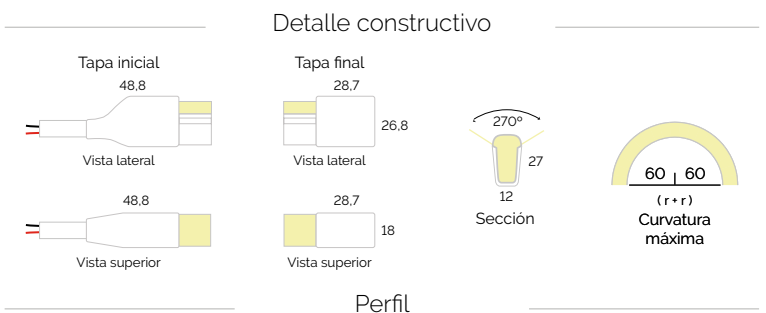 Detalle constructivo
Tapa inicial
Tapa final
48,8
28,7
26,8
270º
27
12
60 60
Vista lateral
Vista lateral
( r + r )
Sección
Curvatura
máxima
48,8
28,7
18
Vista superior
Vista superior
Perfil